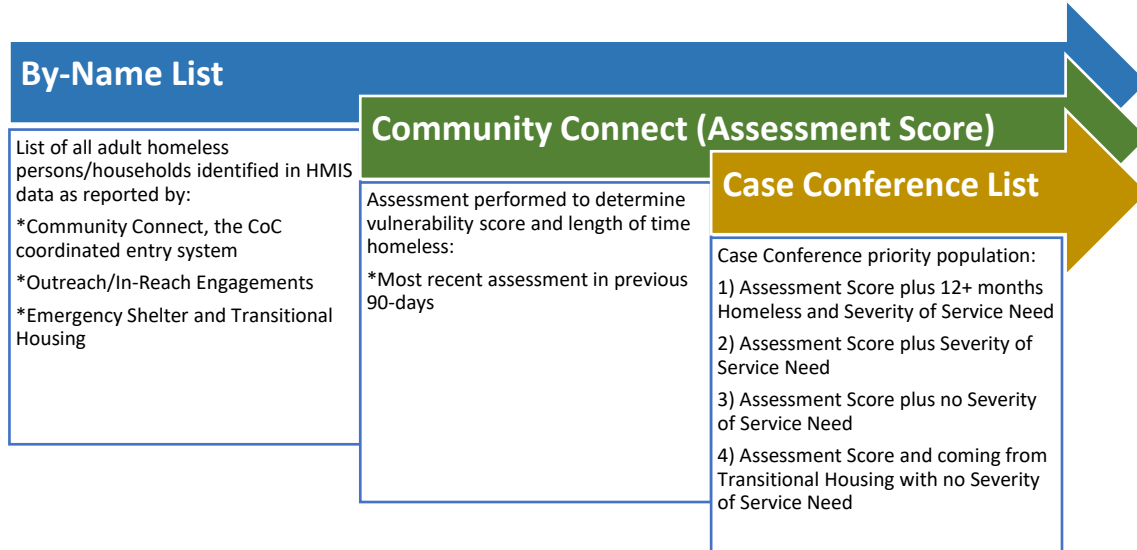 By-Name List
List of all adult homeless
persons/households identified in HMIS
data as reported by:
*Community Connect, the CoC
coordinated entry system
*Outreach/In-Reach Engagements
*Emergency Shelter and Transitional
Housing
Community Connect (Assessment Score)
Assessment performed to determine
vulnerability score and length of time
homeless:
*Most recent assessment in previous
90-days
Case Conference List
Case Conference priority population:
1) Assessment Score plus 12+ months
Homeless and Severity of Service Need
2) Assessment Score plus Severity of
Service Need
3) Assessment Score plus no Severity
of Service Need
4) Assessment Score and coming from
Transitional Housing with no Severity
of Service Need